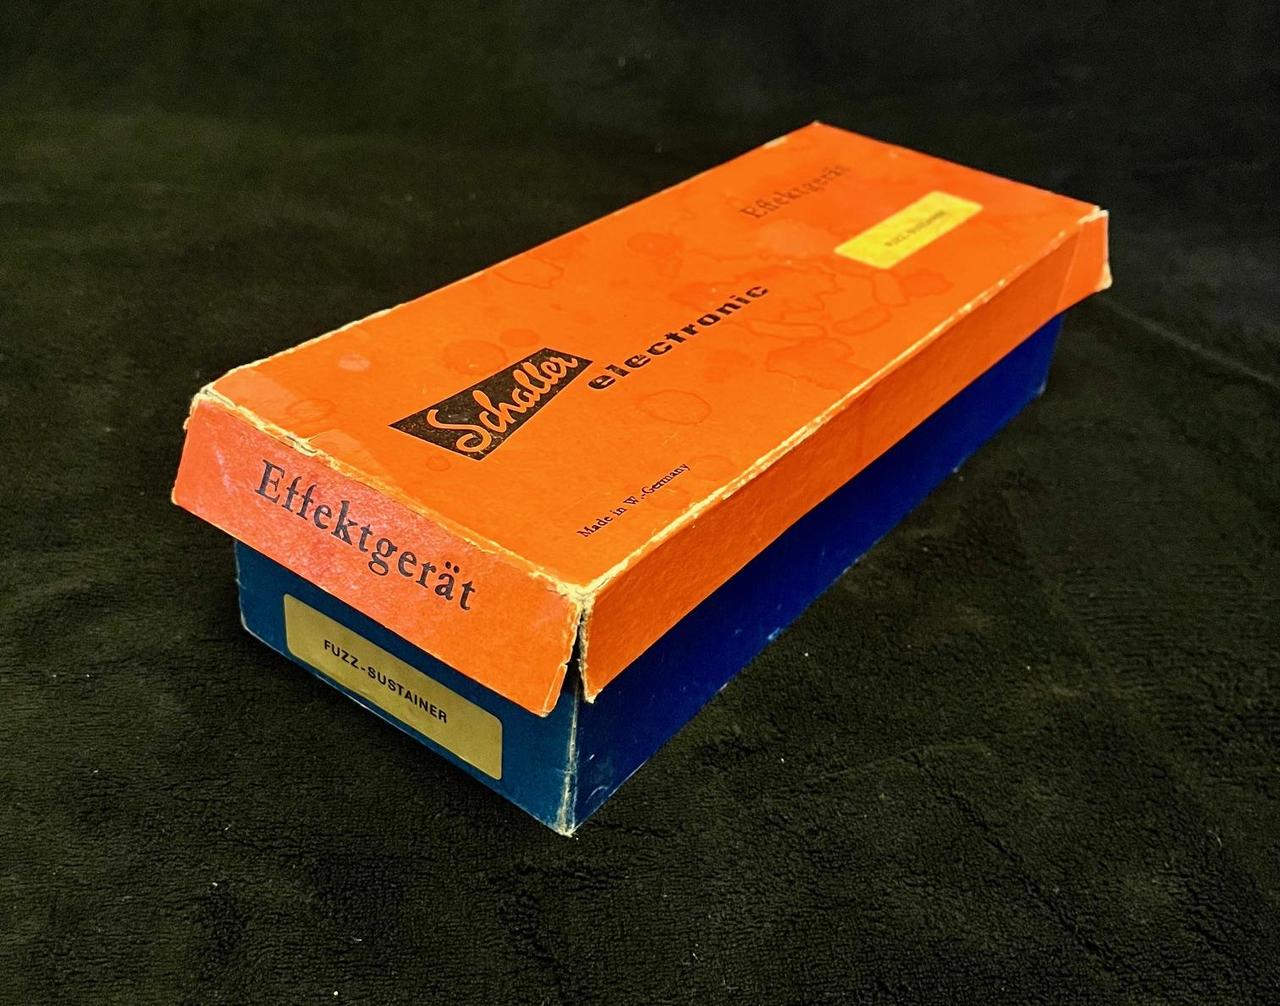 Effektgerät
FUZZ-SUSTAINER
Schaller
electronic
Made in W.-Germany
Effektgerät
FUZZ-SUSTAINER